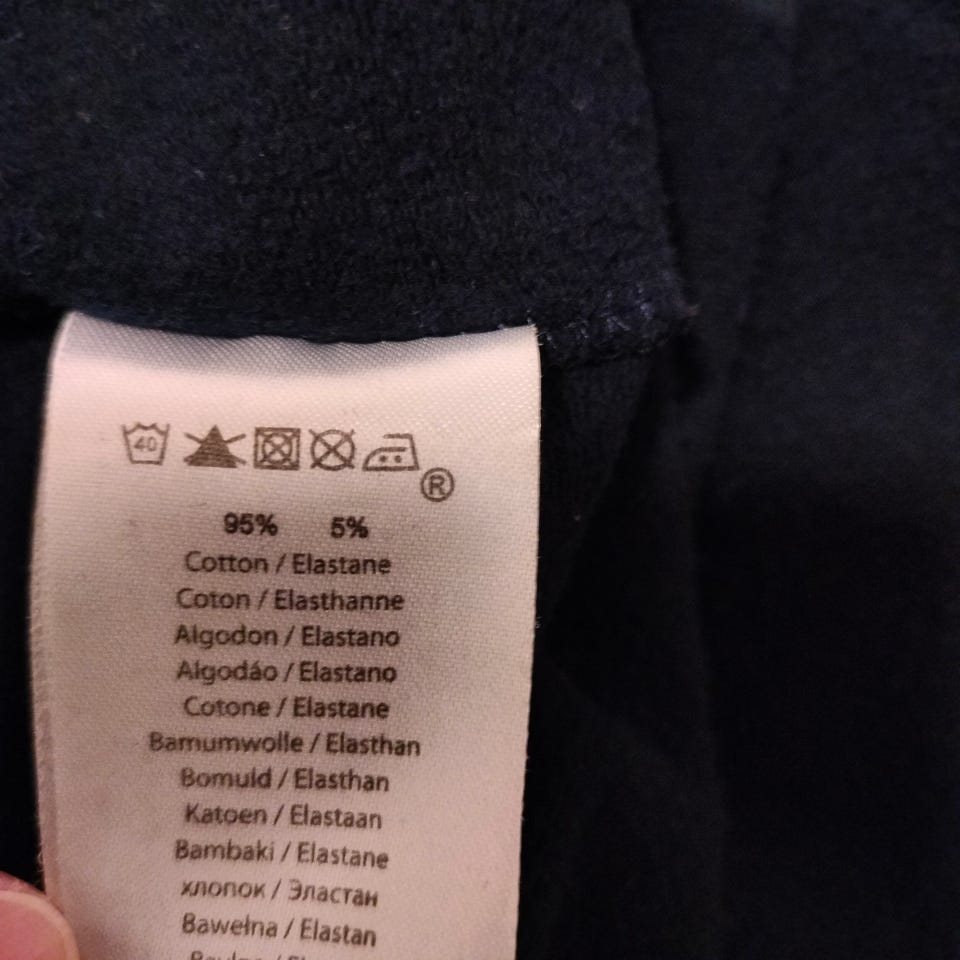 40
®
95% 5%
Cotton / Elastane
Coton / Elasthanne
Algodon / Elastano
Algodáo / Elastano
Cotone / Elastane
Bamumwolle / Elasthan
Bomuld / Elasthan
Katoen / Elastaan
Bambaki / Elastane
хлопок / Эластан
Bawełna / Elastan